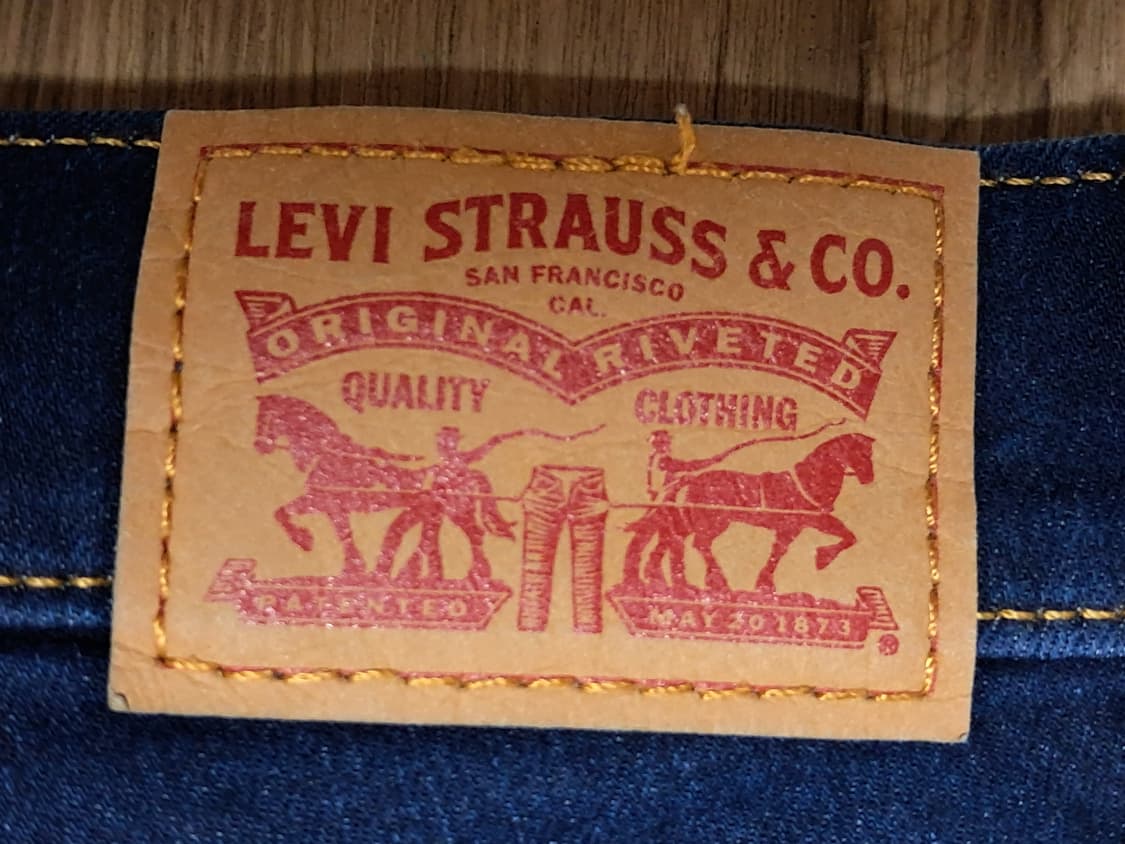 LEVI STRAUSS & CO.
SAN FRANCISCO
CAL.
ORIGINAL RIVETED
QUALITY CLOTHING
PATENTED MAY 20 1873
®